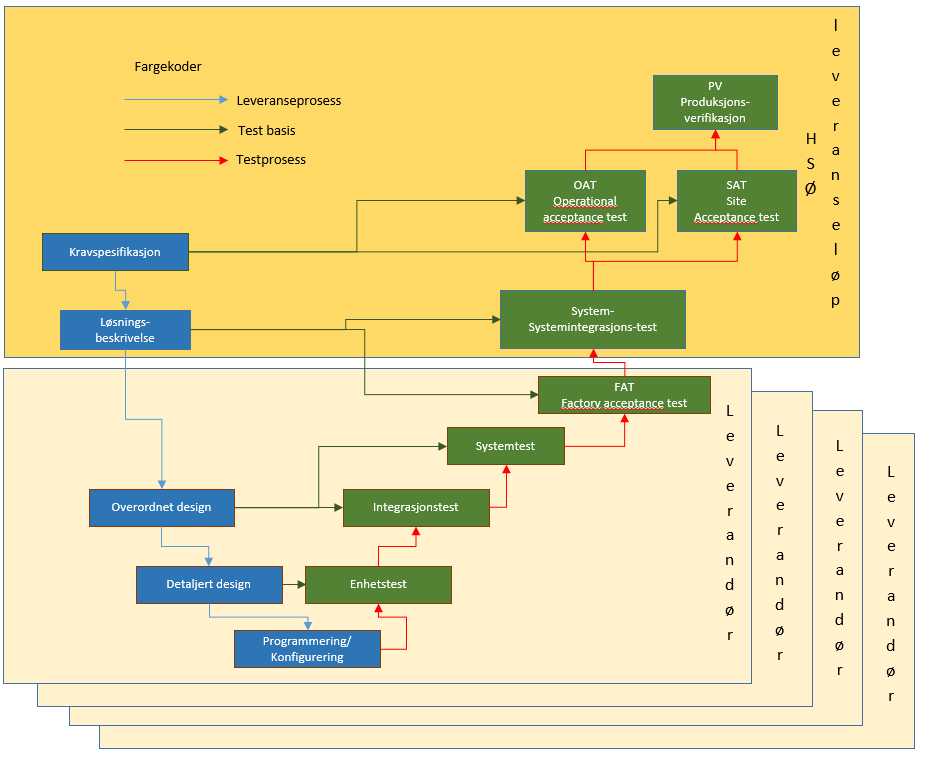 Fargekoder
Leveranseprosess
Test basis
Testprosess
HSØ
leveranseløp
PV
Produksjons-
verifikasjon
OAT
Operational
acceptance test
SAT
Site
Acceptance test
Kravspesifikasjon
Løsnings-
beskrivelse
System-
Systemintegrasjons-test
FAT
Factory acceptance test
Systemtest
Overordnet design
Integrasjonstest
Detaljert design
Enhetstest
Programmering/
Konfigurering
Leverandør
Leverandør
Leverandør
Leverandør